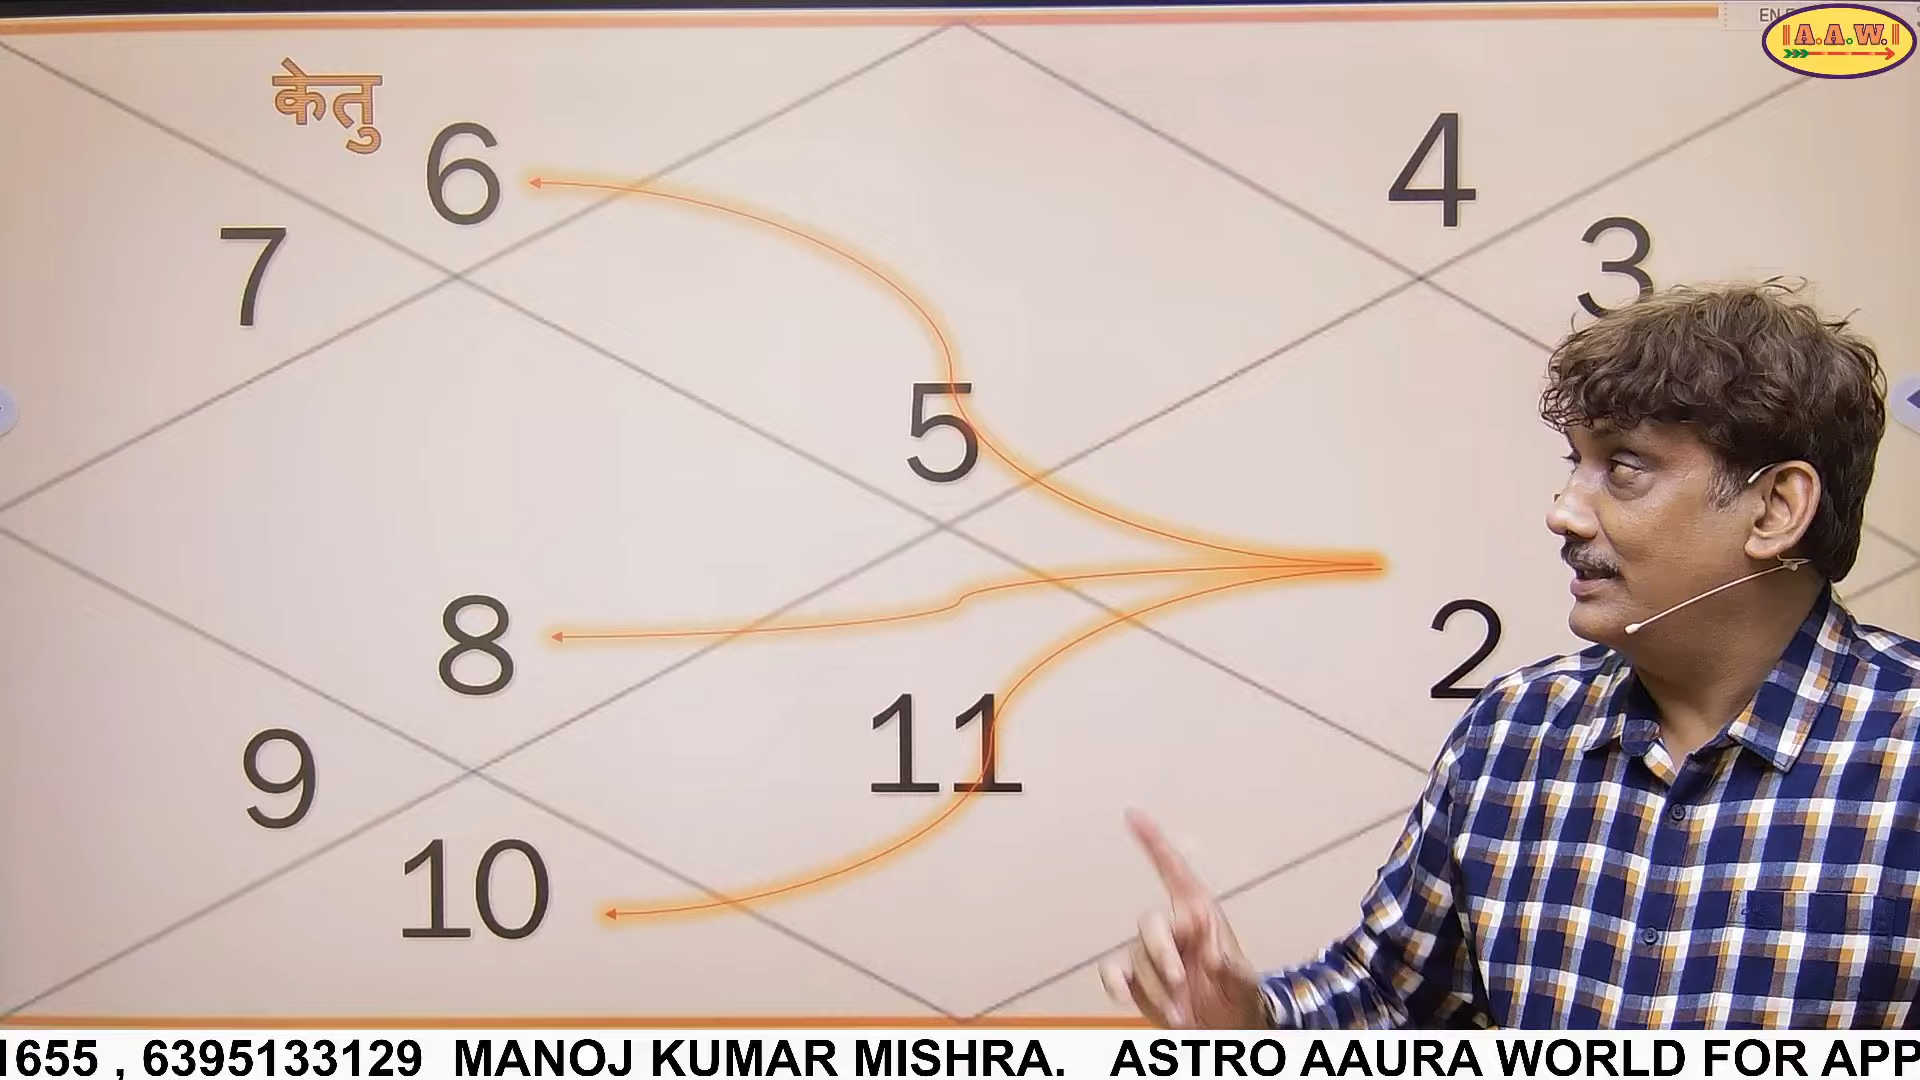 EN
A.A.W.
केतु
6
4
7
3
5
8
2
11
9
10
1655 , 6395133129 MANOJ KUMAR MISHRA. ASTRO AAURA WORLD FOR APP